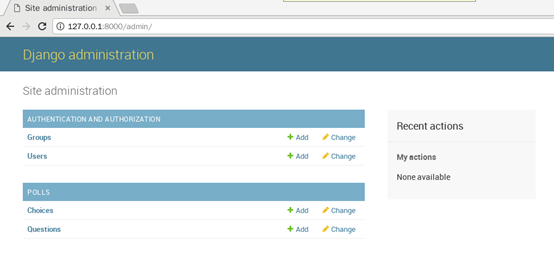 Site administration
127.0.0.1:8000/admin/
Django administration
Site administration
AUTHENTICATION AND AUTHORIZATION
Groups Add Change
Users Add Change
POLLS
Choices Add Change
Questions Add Change
Recent actions
My actions
None available